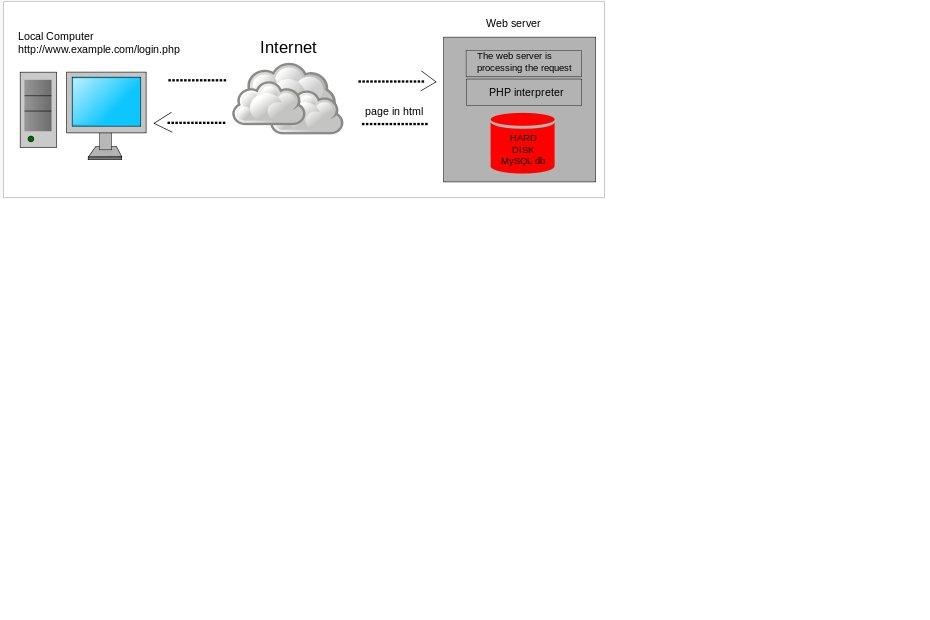 Web server
Local Computer
http://www.example.com/login.php
Internet
The web server is
processing the request
PHP interpreter
page in html
HARD
DISK
MySQL db